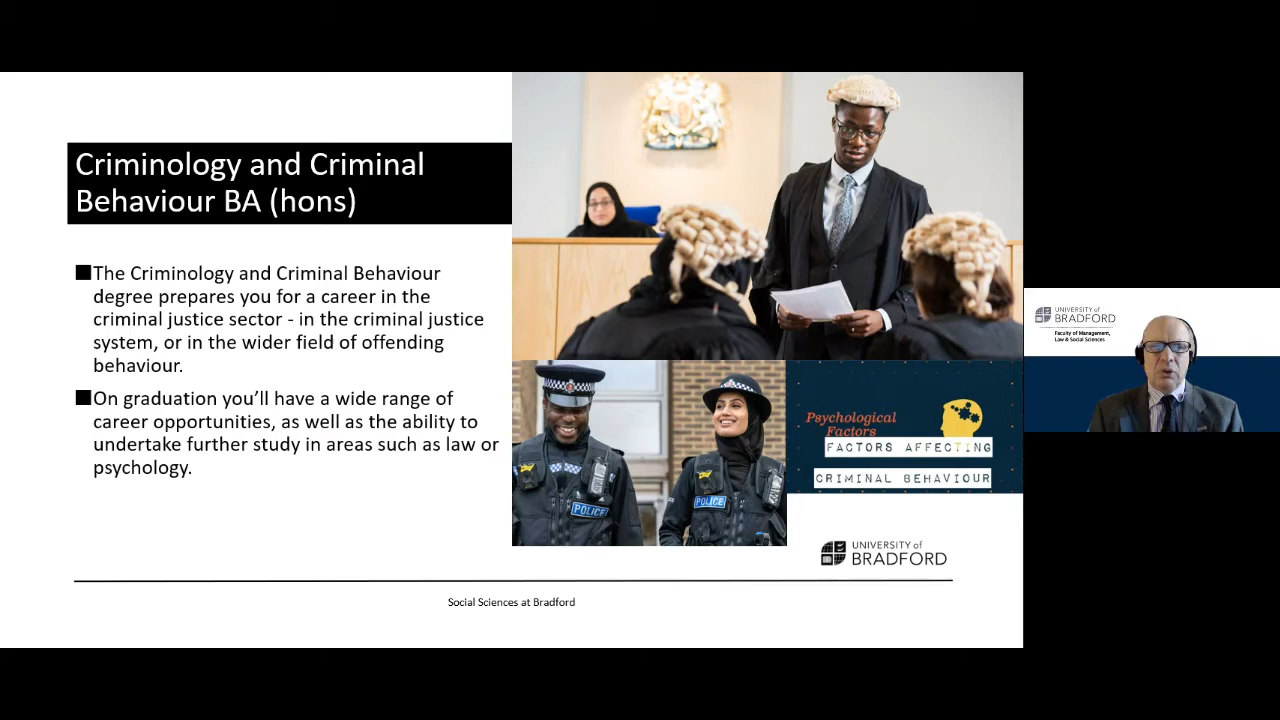 Criminology and Criminal
Behaviour BA (hons)
The Criminology and Criminal Behaviour
degree prepares you for a career in the
criminal justice sector - in the criminal justice
system, or in the wider field of offending
behaviour.
On graduation you’ll have a wide range of
career opportunities, as well as the ability to
undertake further study in areas such as law or
psychology.
POLICE
POLICE
Psychological
Factors
FACTORS AFFECTING
CRIMINAL BEHAVIOUR
UNIVERSITY of
BRADFORD
Social Sciences at Bradford
UNIVERSITY of
BRADFORD
Faculty of Management,
Law & Social Sciences